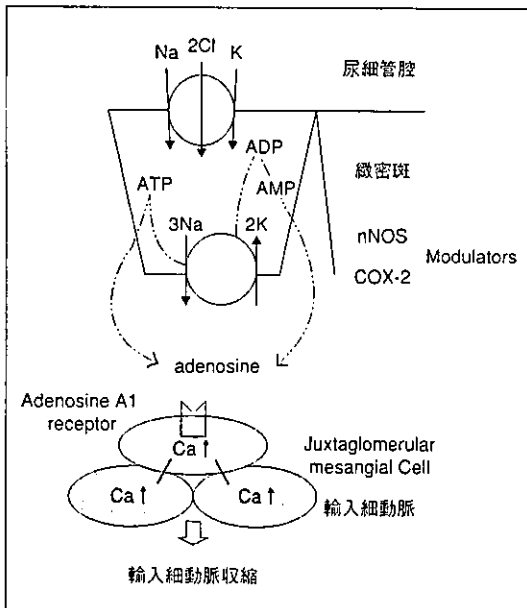 Na 2Cl K
尿細管腔
緻密斑
ATP
ADP
AMP
3Na 2K
nNOS
COX-2
Modulators
adenosine
Adenosine A1
receptor
Ca↑
Juxtaglomerular
mesangial Cell
Ca↑ Ca↑
輸入細動脈
輸入細動脈収縮